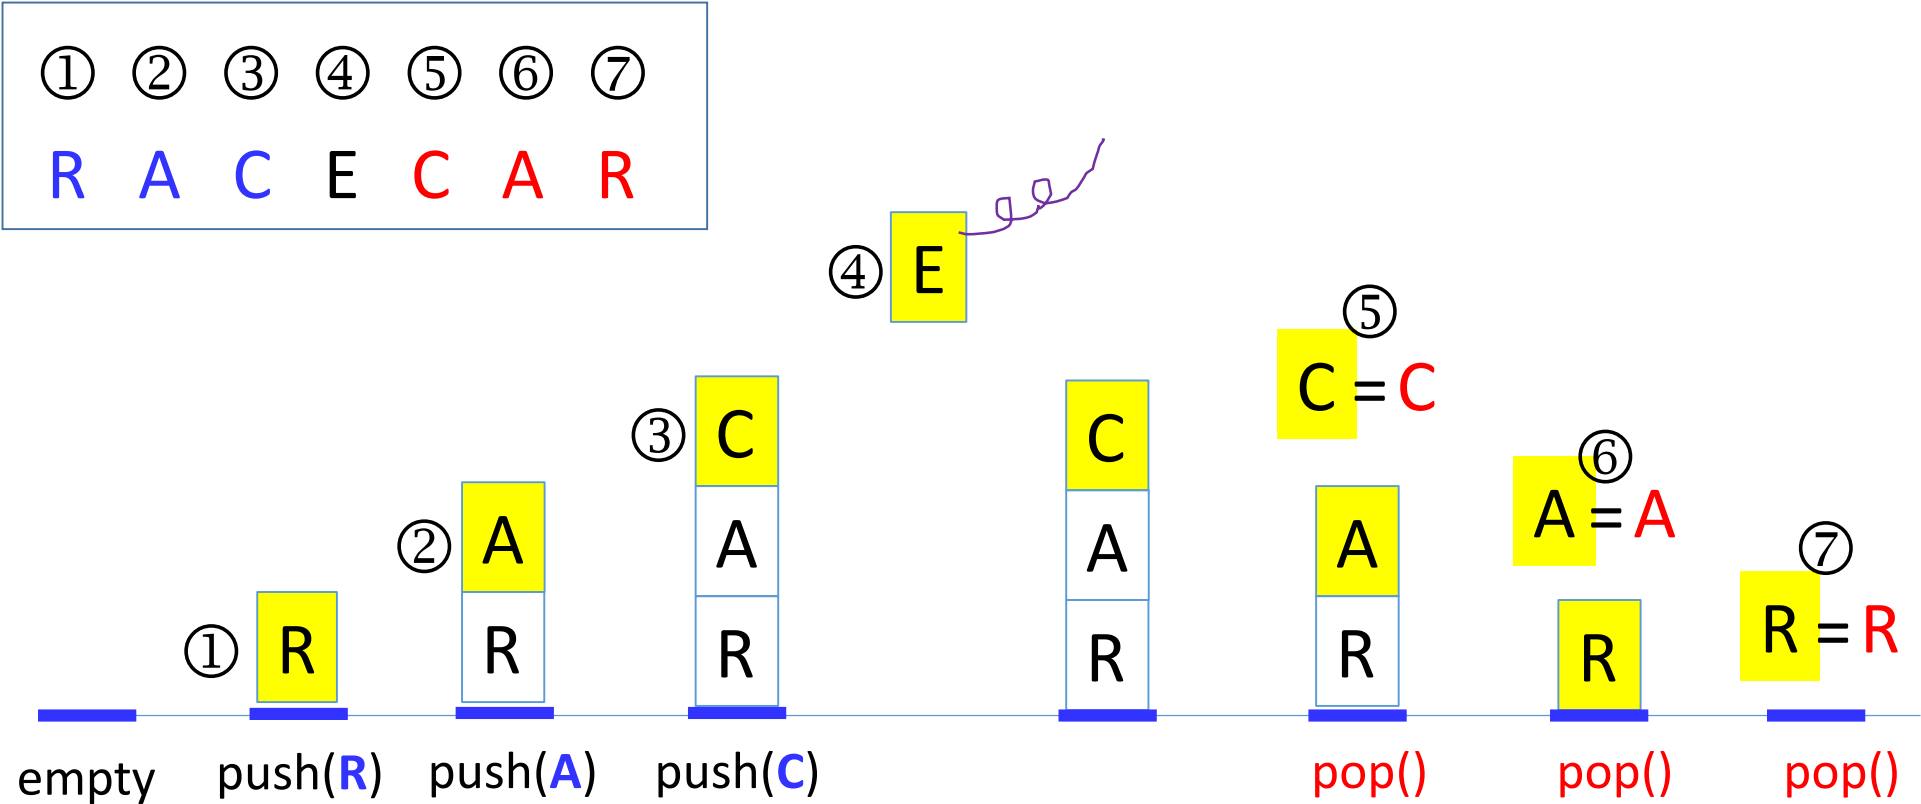 ① ② ③ ④ ⑤ ⑥ ⑦
R A C E C A R
④ E
⑤
C = C
③ C C
⑥
A = A
② A A A A
⑦
R = R
① R R R R R R
empty push(R) push(A) push(C) pop() pop() pop()